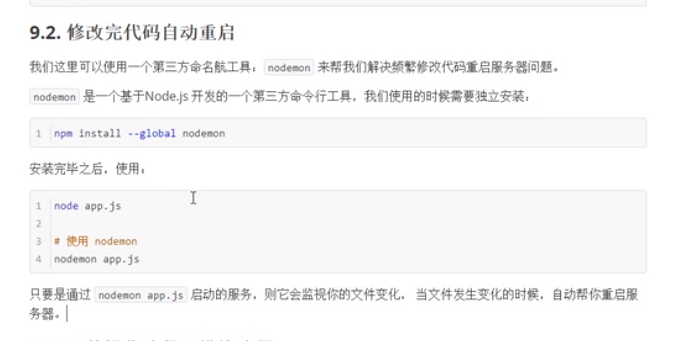 9.2. 修改完代码自动重启
我们这里可以使用一个第三方命名航工具：nodemon 来帮我们解决频繁修改代码重启服务器问题。
nodemon 是一个基于Node.js 开发的一个第三方命令行工具，我们使用的时候需要独立安装：
1 npm install --global nodemon
安装完毕之后，使用：
1 node app.js
2
3 # 使用 nodemon
4 nodemon app.js
只要是通过 nodemon app.js 启动的服务，则它会监视你的文件变化， 当文件发生变化的时候，自动帮你重启服
务器。